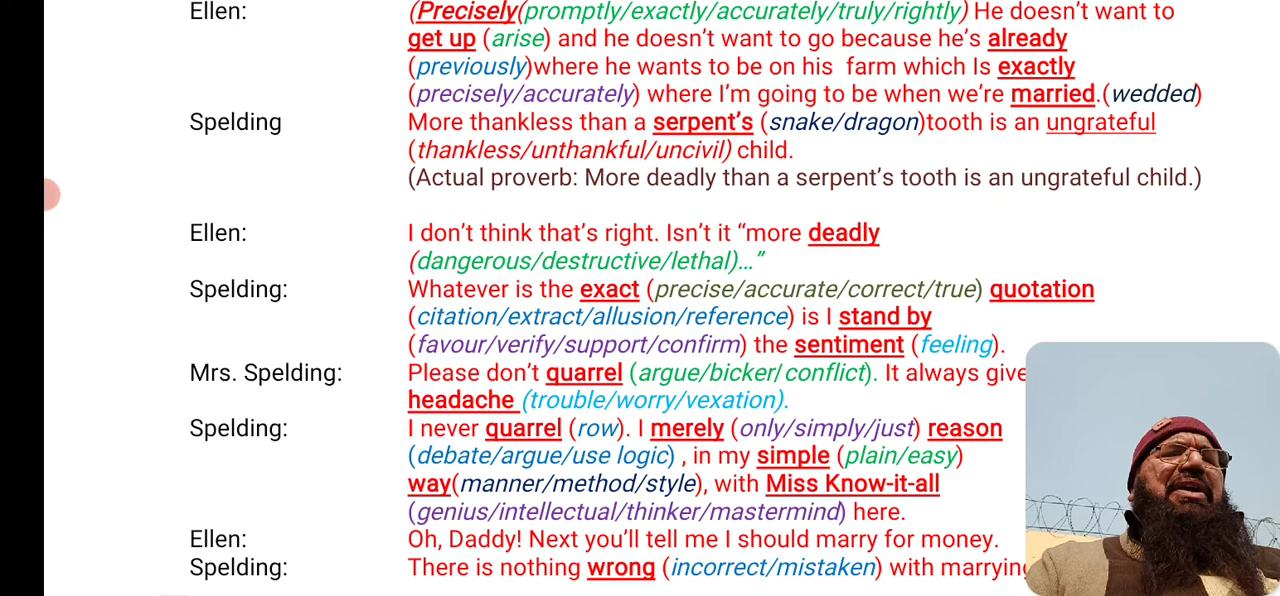 Ellen: (Precisely(promptly/exactly/accurately/truly/rightly) He doesn’t want to
get up (arise) and he doesn’t want to go because he’s already
(previously)where he wants to be on his farm which Is exactly
(precisely/accurately) where I’m going to be when we’re married.(wedded)
Spelding More thankless than a serpent’s (snake/dragon)tooth is an ungrateful
(thankless/unthankful/uncivil) child.
(Actual proverb: More deadly than a serpent’s tooth is an ungrateful child.)
Ellen: I don’t think that’s right. Isn’t it “more deadly
(dangerous/destructive/lethal)…”
Spelding: Whatever is the exact (precise/accurate/correct/true) quotation
(citation/extract/allusion/reference) is I stand by
(favour/verify/support/confirm) the sentiment (feeling).
Mrs. Spelding: Please don’t quarrel (argue/bicker/conflict). It always give
headache (trouble/worry/vexation).
Spelding: I never quarrel (row). I merely (only/simply/just) reason
(debate/argue/use logic) , in my simple (plain/easy)
way(manner/method/style), with Miss Know-it-all
(genius/intellectual/thinker/mastermind) here.
Ellen: Oh, Daddy! Next you’ll tell me I should marry for money.
Spelding: There is nothing wrong (incorrect/mistaken) with marrying